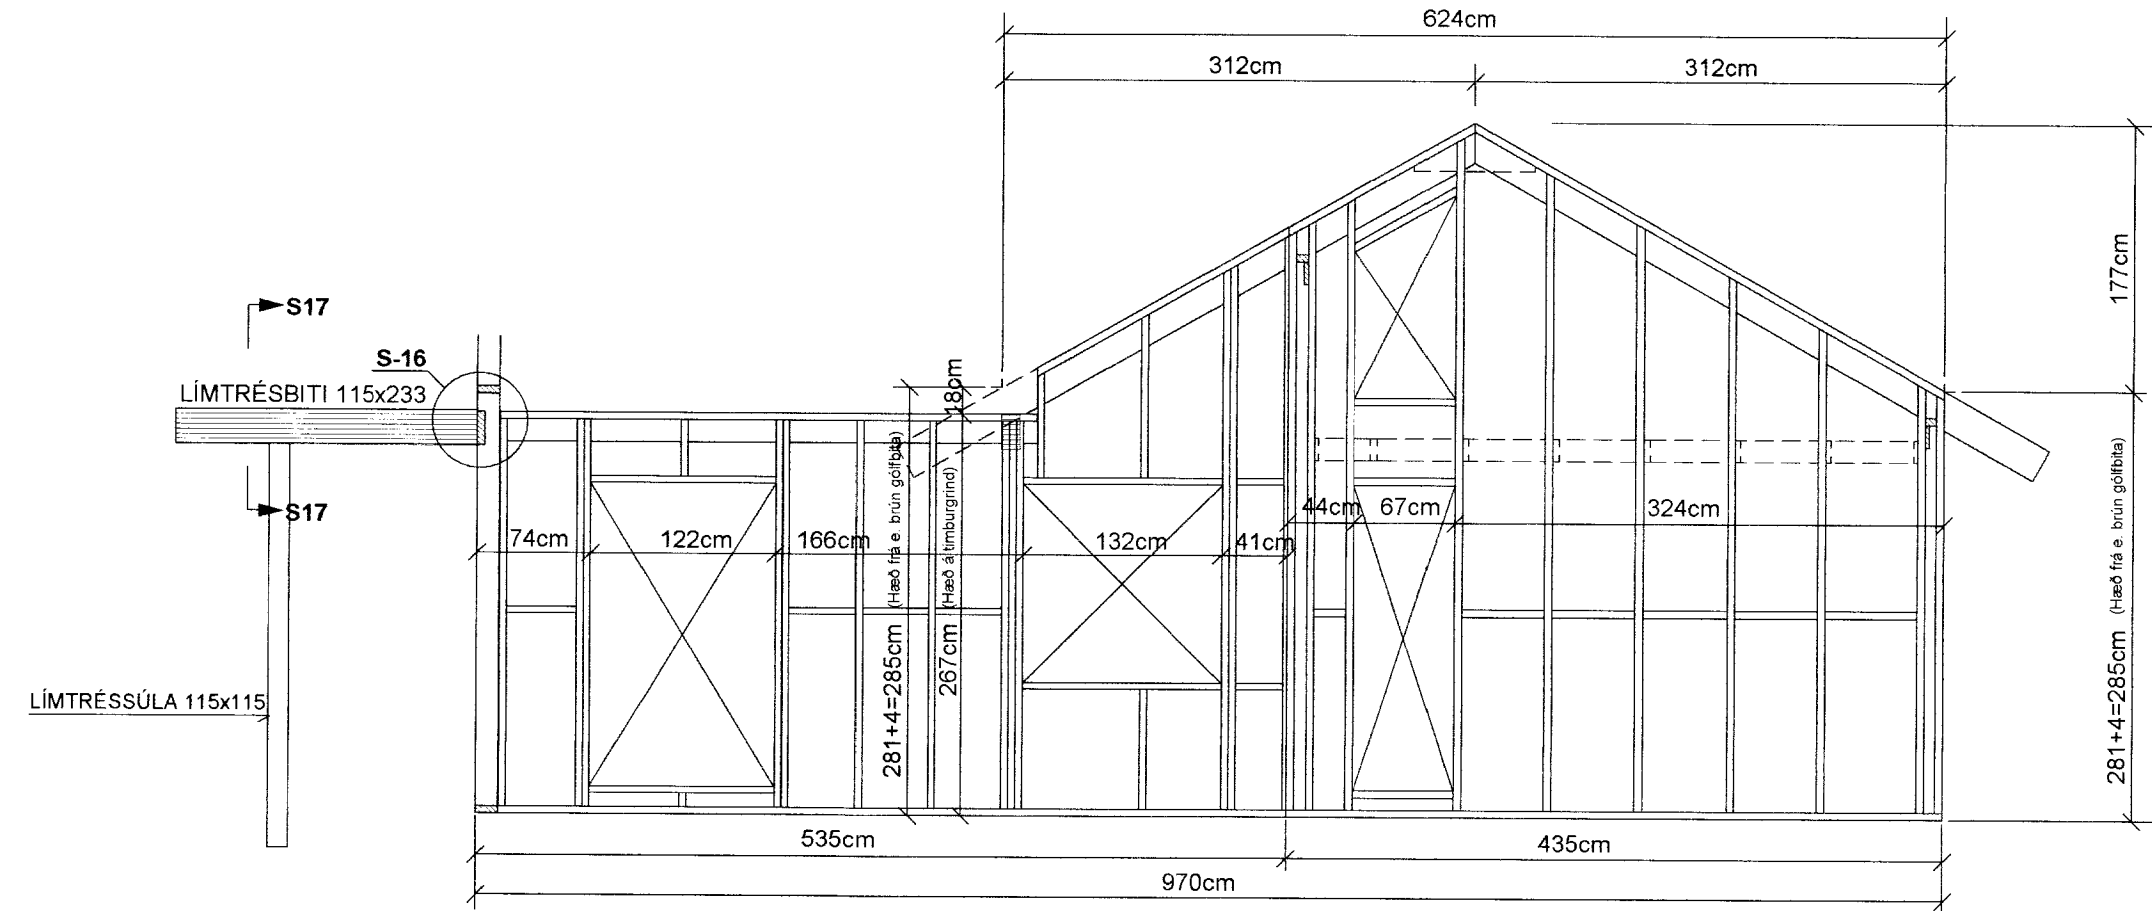 624cm
312cm
312cm
177cm
S17
S-16
LÍMTRÉSBITI 115x233
18cm
S17
74cm
122cm
166cm
132cm
41cm
44cm
67cm
324cm
281+4=285cm (Hæð frá e. brún gólfbita)
267cm (Hæð á timburgrind)
281+4=285cm (Hæð frá e. brún gólfbita)
LÍMTRÉSSÚLA 115x115
535cm
435cm
970cm